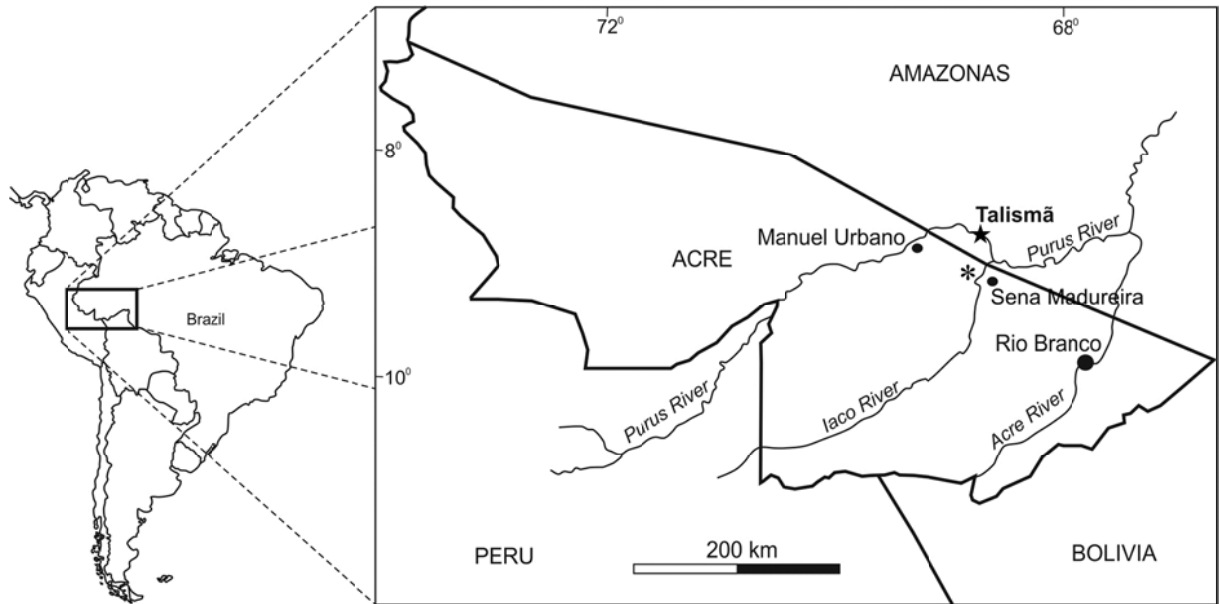 72⁰
68⁰
AMAZONAS
8⁰
Talismã
Manuel Urbano
Purus River
ACRE
*
Sena Madureira
Brazil
Rio Branco
10⁰
Iaco River
Acre River
Purus River
200 km
PERU
BOLIVIA